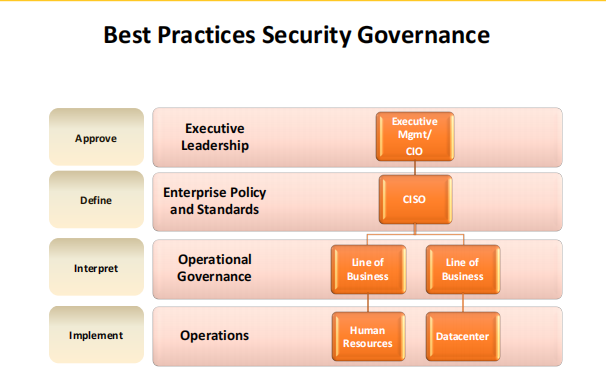 Best Practices Security Governance
Approve
Executive
Leadership
Executive
Mgmt/
CIO
Define
Enterprise Policy
and Standards
CISO
Interpret
Operational
Governance
Line of
Business
Line of
Business
Implement
Operations
Human
Resources
Datacenter